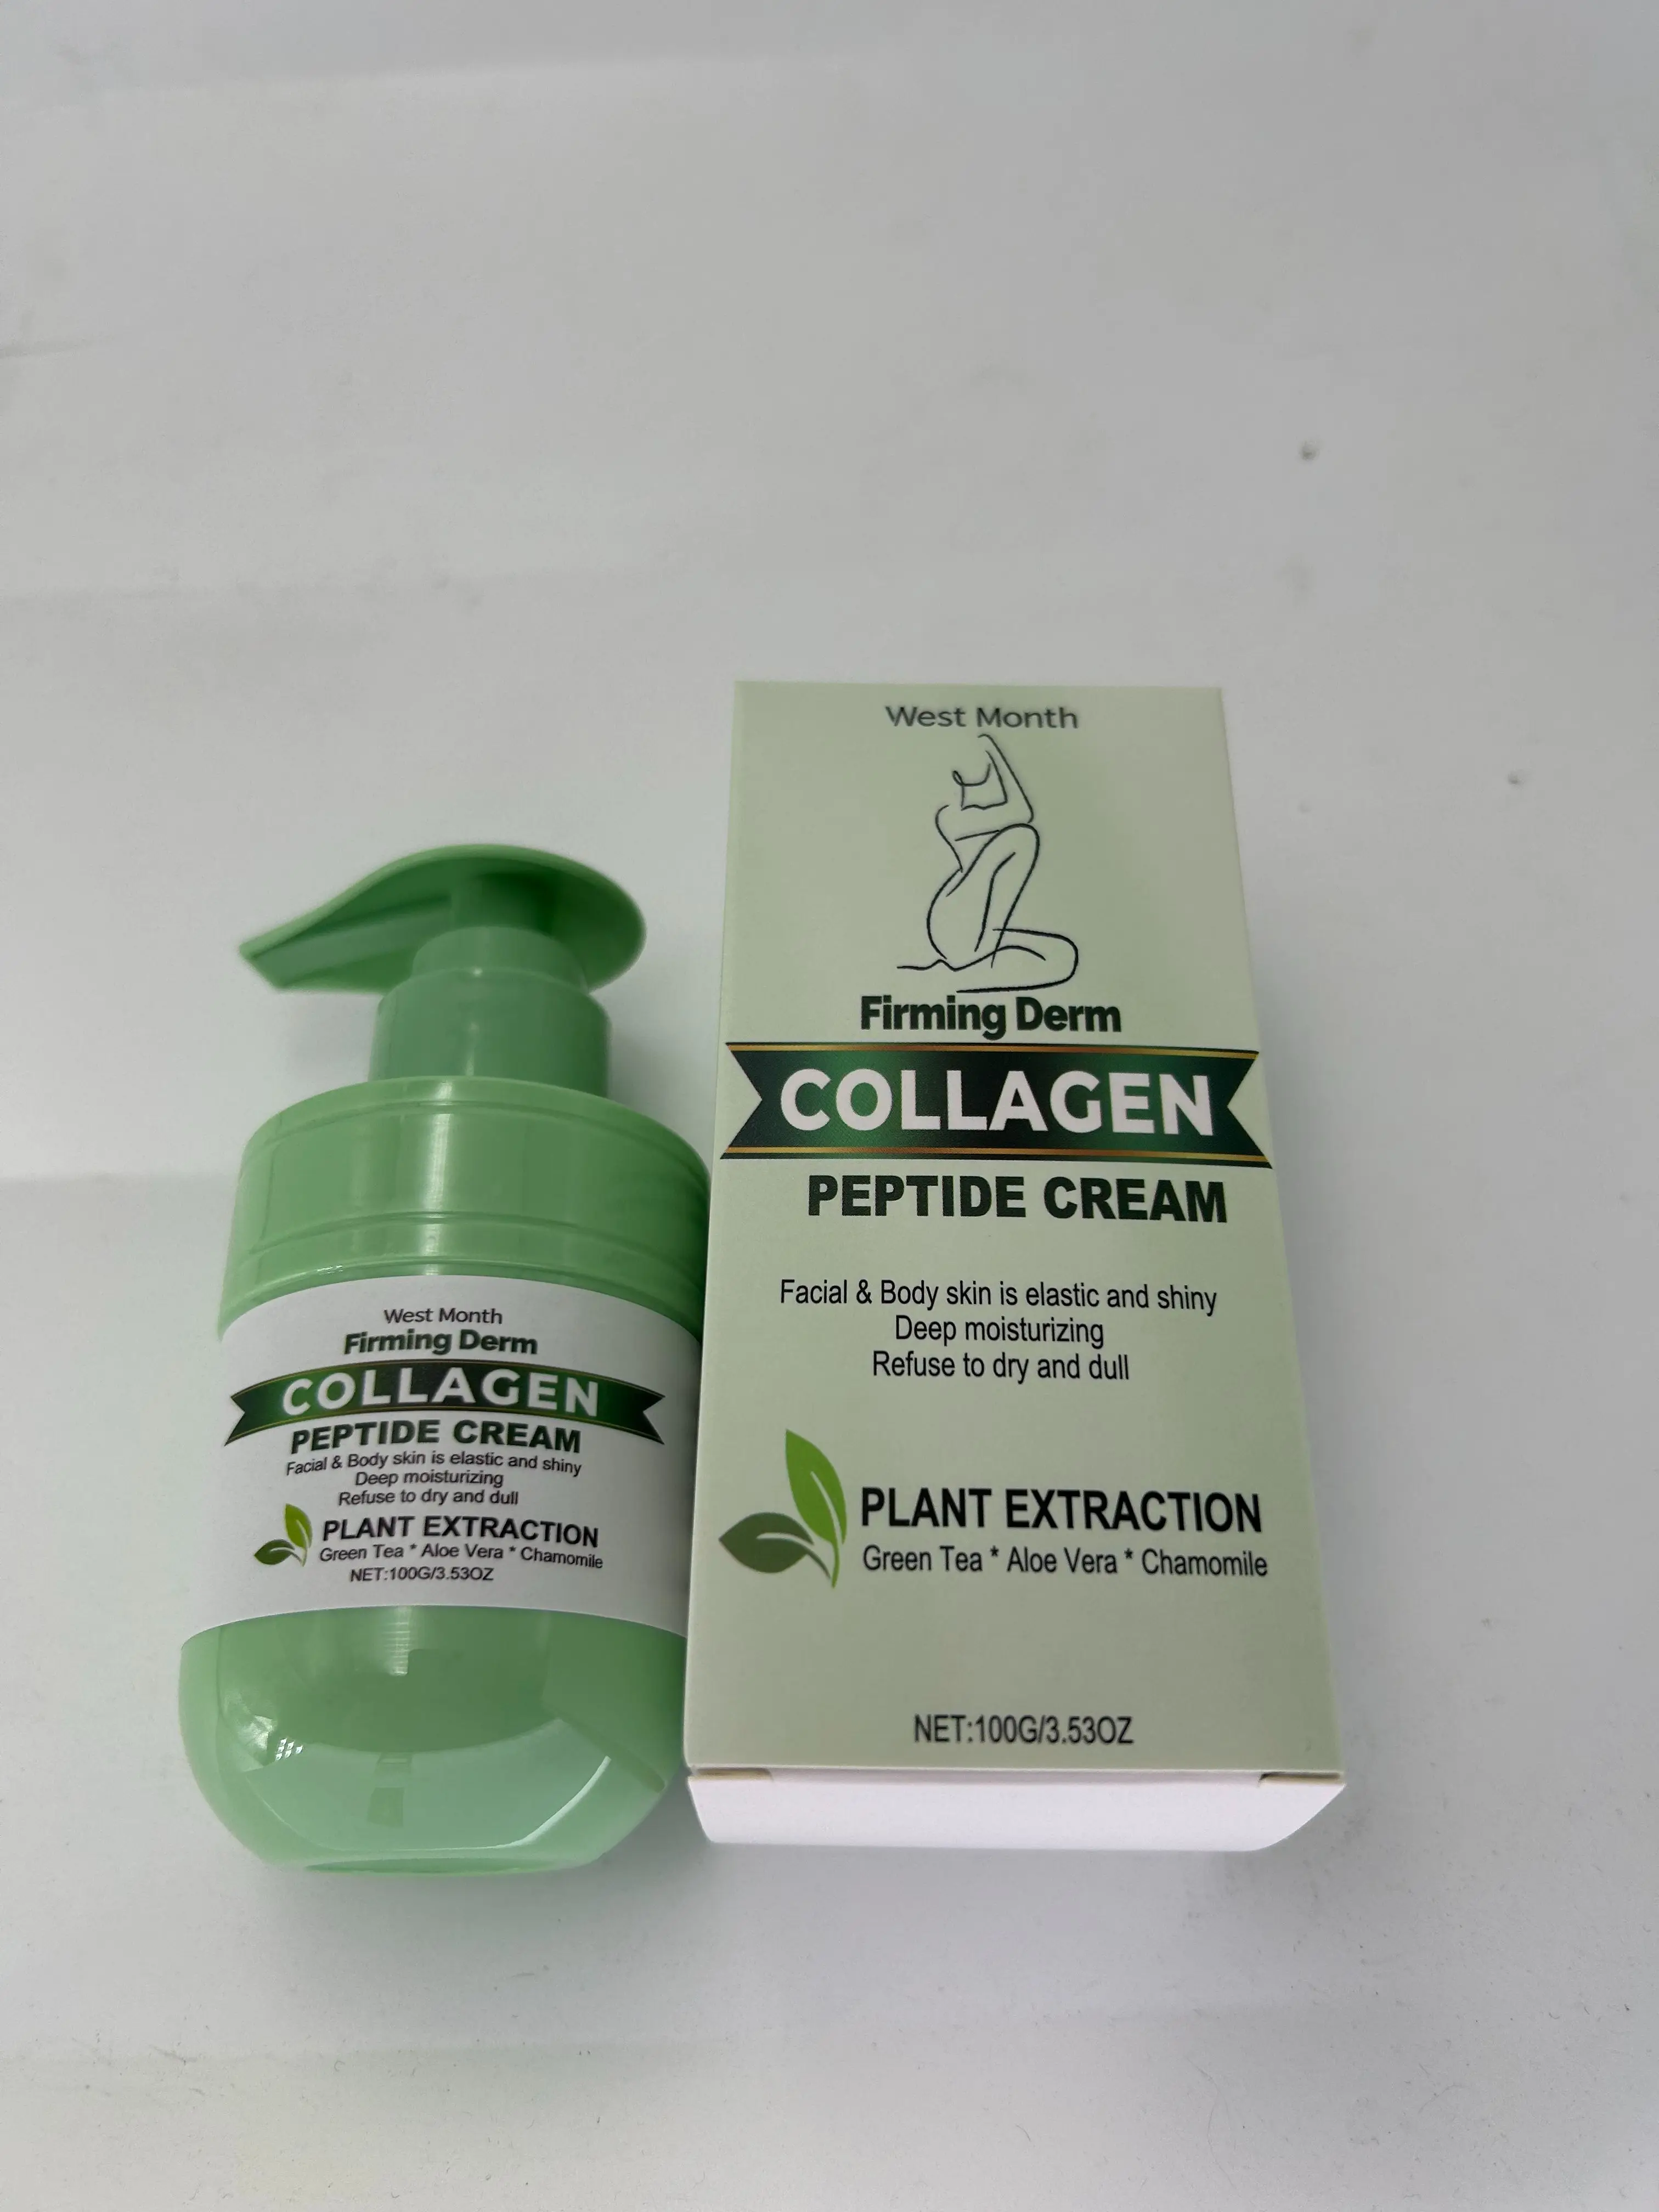 West Month
Firming Derm
COLLAGEN
PEPTIDE CREAM
Facial & Body skin is elastic and shiny
Deep moisturizing
Refuse to dry and dull
PLANT EXTRACTION
Green Tea * Aloe Vera * Chamomile
NET:100G/3.53OZ
West Month
Firming Derm
COLLAGEN
PEPTIDE CREAM
Facial & Body skin is elastic and shiny
Deep moisturizing
Refuse to dry and dull
PLANT EXTRACTION
Green Tea * Aloe Vera * Chamomile
NET:100G/3.53OZ